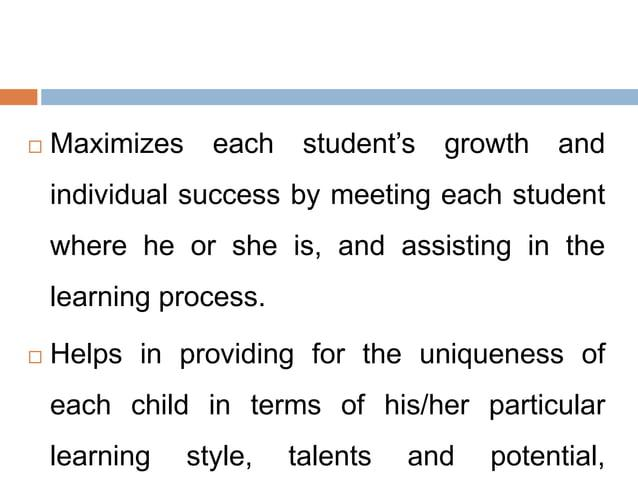 Maximizes each student’s growth and
individual success by meeting each student
where he or she is, and assisting in the
learning process.
Helps in providing for the uniqueness of
each child in terms of his/her particular
learning style, talents and potential,